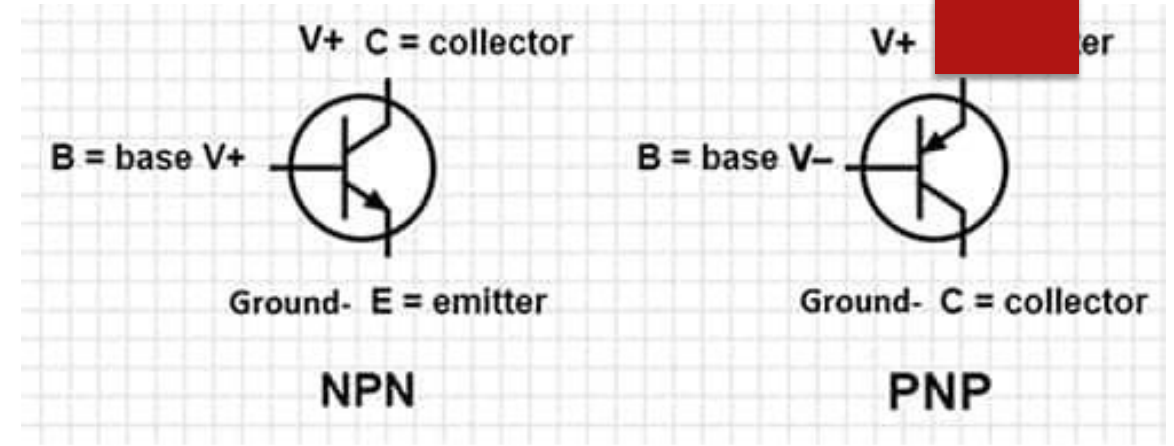 V+ C = collector
V+ er
B = base V+
B = base V–
Ground- E = emitter
Ground- C = collector
NPN
PNP